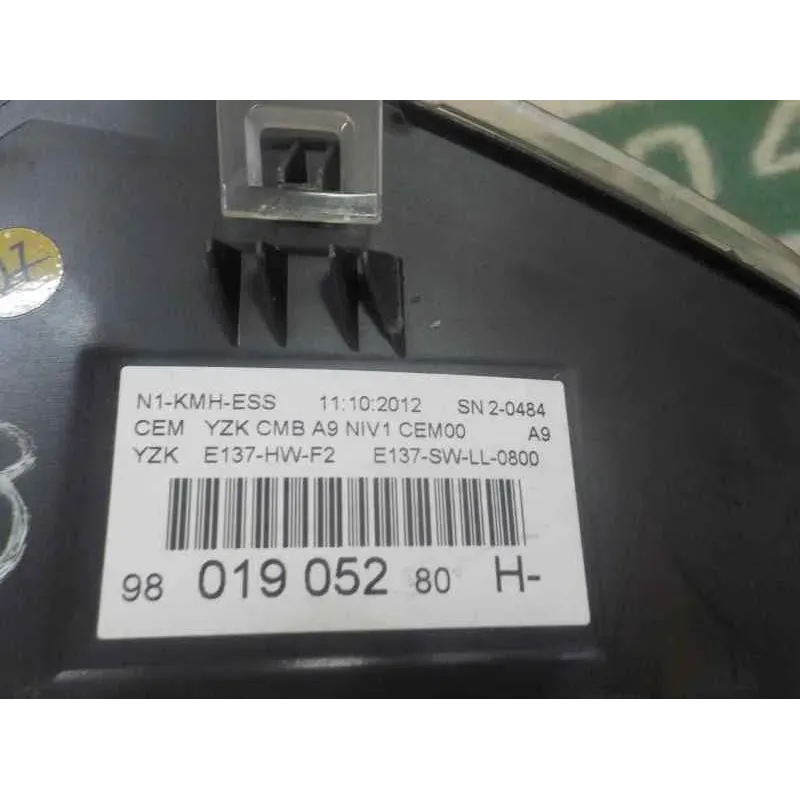 N1-KMH-ESS 11:10:2012 SN 2-0484
CEM YZK CMB A9 NIV1 CEM00 A9
YZK E137-HW-F2 E137-SW-LL-0800
98 019 052 80 H-